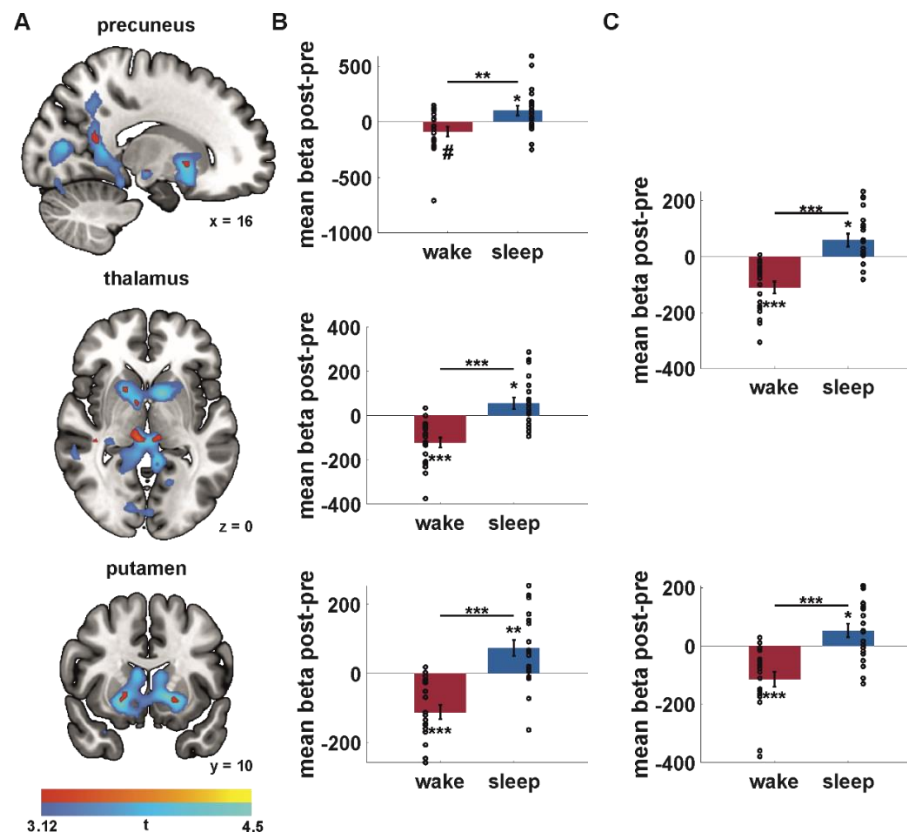 A
precuneus
x = 16
thalamus
z = 0
putamen
y = 10
3.12 t 4.5
B
mean beta post-pre
500
0
-500
-1000
**
*
#
wake sleep
mean beta post-pre
400
200
0
-200
-400
***
*
***
wake sleep
mean beta post-pre
200
0
-200
***
**
***
wake sleep
C
mean beta post-pre
200
0
-200
-400
***
*
***
wake sleep
mean beta post-pre
200
0
-200
-400
***
*
***
wake sleep